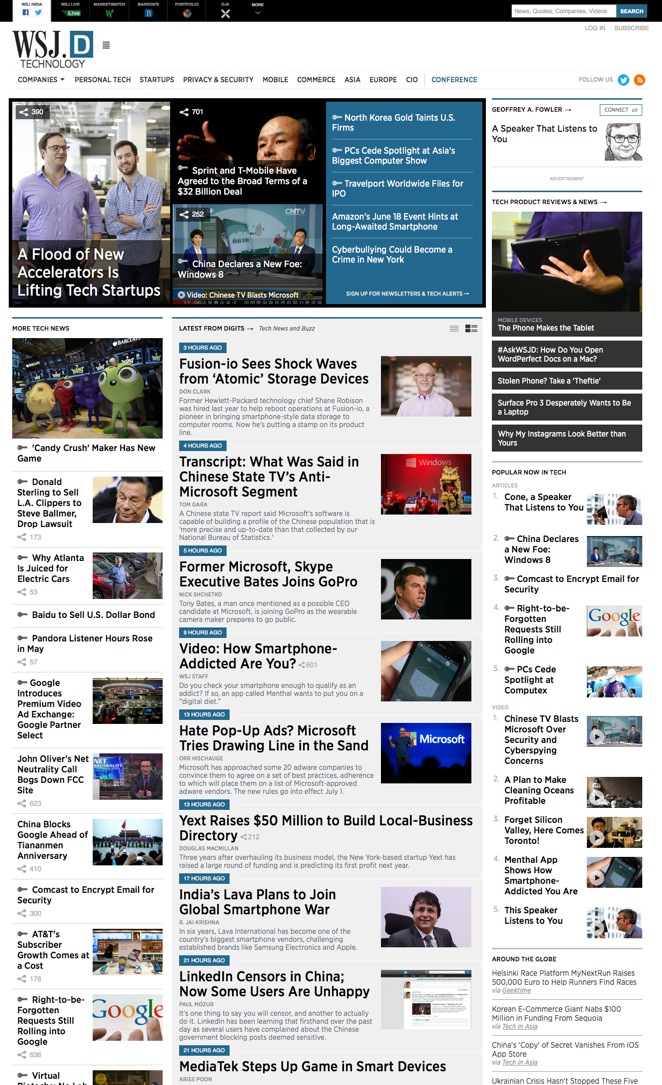 WSJ INDIA
WSJ LIVE
MARKETWATCH
BARRON'S
PORTFOLIO
DJX
MORE
News, Quotes, Companies, Videos
SEARCH
LOG IN
SUBSCRIBE
WSJ.D
TECHNOLOGY
COMPANIES
PERSONAL TECH
STARTUPS
PRIVACY & SECURITY
MOBILE
COMMERCE
ASIA
EUROPE
CIO
CONFERENCE
FOLLOW US
390
A Flood of New
Accelerators Is
Lifting Tech Startups
701
Sprint and T-Mobile Have
Agreed to the Broad Terms of a
$32 Billion Deal
252
CNTV
China Declares a New Foe:
Windows 8
Video: Chinese TV Blasts Microsoft
North Korea Gold Taints U.S.
Firms
PCs Cede Spotlight at Asia's
Biggest Computer Show
Travelport Worldwide Files for
IPO
Amazon's June 18 Event Hints at
Long-Awaited Smartphone
Cyberbullying Could Become a
Crime in New York
SIGN UP FOR NEWSLETTERS & TECH ALERTS →
GEOFFREY A. FOWLER →
CONNECT
A Speaker That Listens to
You
ADVERTISEMENT
TECH PRODUCT REVIEWS & NEWS →
MOBILE DEVICES
The Phone Makes the Tablet
#AskWSJD: How Do You Open
WordPerfect Docs on a Mac?
Stolen Phone? Take a 'Theftie'
Surface Pro 3 Desperately Wants to Be
a Laptop
Why My Instagrams Look Better than
Yours
MORE TECH NEWS
BARCLAYS
'Candy Crush' Maker Has New
Game
Donald
Sterling to Sell
L.A. Clippers to
Steve Ballmer,
Drop Lawsuit
173
Why Atlanta
Is Juiced for
Electric Cars
53
Baidu to Sell U.S. Dollar Bond
Pandora Listener Hours Rose
in May
57
Google
Introduces
Premium Video
Ad Exchange:
Google Partner
Select
John Oliver's Net
Neutrality Call
Bogs Down FCC
Site
623
China Blocks
Google Ahead of
Tiananmen
Anniversary
410
Comcast to Encrypt Email for
Security
300
AT&T's
Subscriber
Growth Comes at
a Cost
176
Right-to-be-
Forgotten
Requests Still
Rolling into
Google
636
Google
Virtual
LATEST FROM DIGITS →
Tech News and Buzz
3 HOURS AGO
Fusion-io Sees Shock Waves
from 'Atomic' Storage Devices
DON CLARK
Former Hewlett-Packard technology chief Shane Robison
was hired last year to help reboot operations at Fusion-io, a
pioneer in bringing smartphone-style data storage to
computer rooms. Now he's putting a stamp on its product
line.
4 HOURS AGO
Transcript: What Was Said in
Chinese State TV's Anti-
Microsoft Segment
TOM GARA
A Chinese state TV report said Microsoft's software is
capable of building a profile of the Chinese population that is
'more precise and up-to-date than that collected by our
National Bureau of Statistics.'
Windows
5 HOURS AGO
Former Microsoft, Skype
Executive Bates Joins GoPro
NICK SHCHETKO
Tony Bates, a man once mentioned as a possible CEO
candidate at Microsoft, is joining GoPro as the wearable
camera maker prepares to go public.
9 HOURS AGO
Video: How Smartphone-
Addicted Are You?
601
WSJ STAFF
Do you check your smartphone enough to qualify as an
addict? If so, an app called Menthal wants to put you on a
"digital diet."
13 HOURS AGO
Hate Pop-Up Ads? Microsoft
Tries Drawing Line in the Sand
ORR HISCHAUGE
Microsoft has approached some 20 adware companies to
convince them to agree on a set of best practices, adherence
to which will place them on a list of Microsoft-approved
adware vendors. The new rules go into effect July 1.
Microsoft
13 HOURS AGO
Yext Raises $50 Million to Build Local-Business
Directory
212
DOUGLAS MACMILLAN
Three years after overhauling its business model, the New York-based startup Yext has
raised a large round of funding and is predicting its first profit next year.
17 HOURS AGO
India's Lava Plans to Join
Global Smartphone War
R. JAI KRISHNA
In six years, Lava International has become one of the
country's biggest smartphone vendors, challenging
established brands like Samsung Electronics and Apple.
21 HOURS AGO
LinkedIn Censors in China;
Now Some Users Are Unhappy
PAUL MOZUR
It's one thing to say you will censor, and another to actually
do it. LinkedIn has been learning that firsthand over the past
day as several users have complained about the Chinese
government blocking posts deemed sensitive.
21 HOURS AGO
MediaTek Steps Up Game in Smart Devices
ARIES POON
POPULAR NOW IN TECH
ARTICLES
1. Cone, a Speaker
That Listens to You
2. China Declares
a New Foe:
Windows 8
3. Comcast to Encrypt Email for
Security
4. Right-to-be-
Forgotten
Requests Still
Rolling into
Google
Google
5. PCs Cede
Spotlight at
Computex
VIDEO
1. Chinese TV Blasts
Microsoft Over
Security and
Cyberspying
Concerns
2. A Plan to Make
Cleaning Oceans
Profitable
3. Forget Silicon
Valley, Here Comes
Toronto!
4. Menthal App
Shows How
Smartphone-
Addicted You Are
5. This Speaker
Listens to You
AROUND THE GLOBE
Helsinki Race Platform MyNextRun Raises
500,000 Euro to Help Runners Find Races
via Geektime
Korean E-Commerce Giant Nabs $100
Million in Funding From Sequoia
via Tech in Asia
China's 'Copy' of Secret Vanishes From iOS
App Store
via Tech in Asia
Ukrainian Crisis Hasn't Stopped These Five